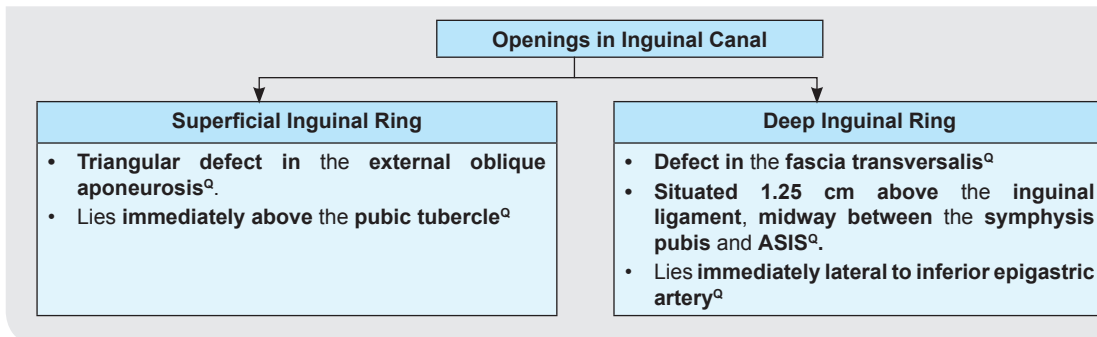 Openings in Inguinal Canal
Superficial Inguinal Ring
• Triangular defect in the external oblique
aponeurosisQ.
• Lies immediately above the pubic tubercleQ
Deep Inguinal Ring
• Defect in the fascia transversalisQ
• Situated 1.25 cm above the inguinal
ligament, midway between the symphysis
pubis and ASISQ.
• Lies immediately lateral to inferior epigastric
arteryQ